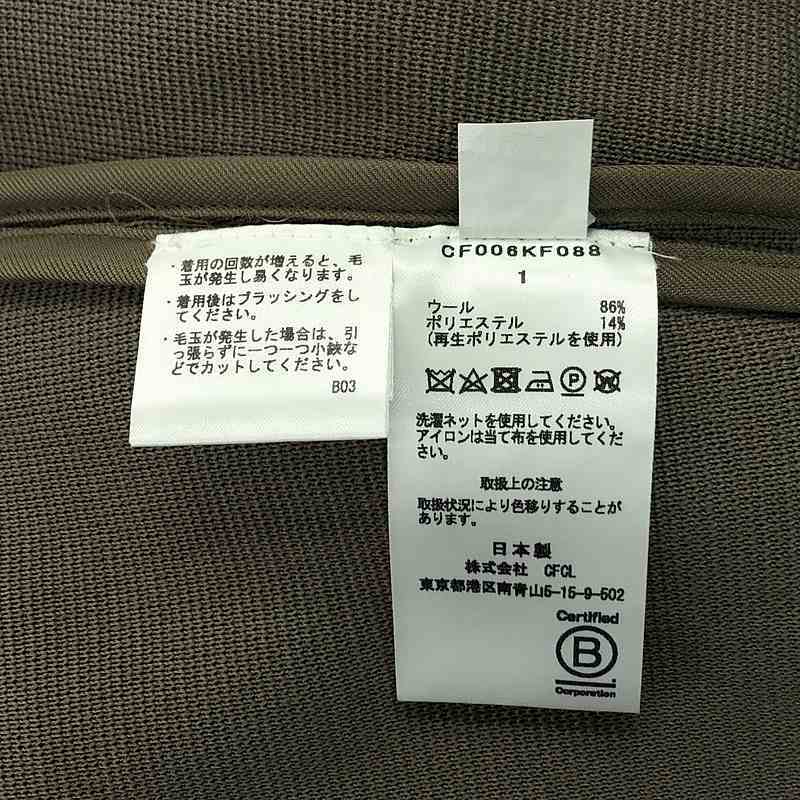 ・着用の回数が増えると、毛
玉が発生し易くなります。
・着用後はブラッシングをし
てください。
・毛玉が発生した場合は、引
っ張らずに一つ一つ小鋏な
どでカットしてください。
B03
CF006KF088
1
ウール 86%
ポリエステル 14%
(再生ポリエステルを使用)
P W
洗濯ネットを使用してください。
アイロンは当て布を使用してくだ
さい。
取扱上の注意
取扱状況により色移りすることが
あります。
日本製
株式会社 CFCL
東京都港区南青山5-15-9-502
Certified
B
Corporation